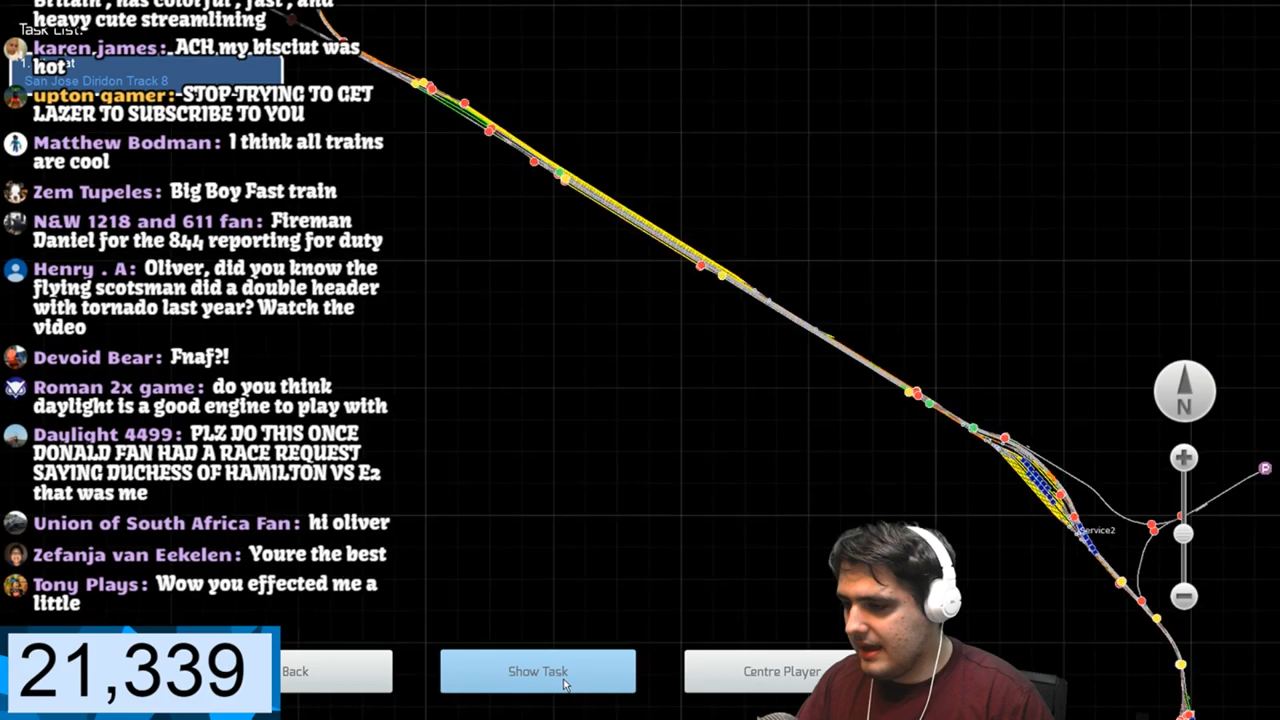 Britain , has colorful , fast , and
heavy cute streamlining
Task List:
karen james: ACH my bisciut was
hot
San Jose Diridon Track 8
upton gamer: STOP TRYING TO GET
LAZER TO SUBSCRIBE TO YOU
Matthew Bodman: I think all trains
are cool
Zem Tupeles: Big Boy Fast train
N&W 1218 and 611 fan: Fireman
Daniel for the 844 reporting for duty
Henry . A: Oliver, did you know the
flying scotsman did a double header
with tornado last year? Watch the
video
Devoid Bear: Fnaf?!
Roman 2x game: do you think
daylight is a good engine to play with
Daylight 4499: PLZ DO THIS ONCE
DONALD FAN HAD A RACE REQUEST
SAYING DUCHESS OF HAMILTON VS E2
that was me
Union of South Africa Fan: hi oliver
Zefanja van Eekelen: Youre the best
Tony Plays: Wow you effected me a
little
21,339
Back
Show Task
Centre Player
N
P
Service2